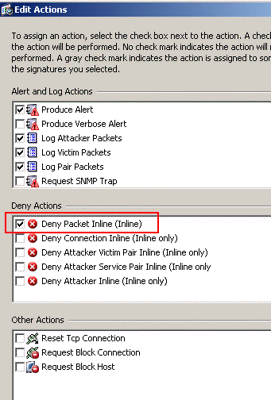 Edit Actions
To assign an action, select the check box next to the action. A chec
the action will be performed. No check mark indicates the action will n
performed. A gray check mark indicates the action is assigned to son
the signatures you selected.
Alert and Log Actions
Produce Alert
Produce Verbose Alert
Log Attacker Packets
Log Victim Packets
Log Pair Packets
Request SNMP Trap
Deny Actions
Deny Packet Inline (Inline)
Deny Connection Inline (Inline only)
Deny Attacker Victim Pair Inline (Inline only)
Deny Attacker Service Pair Inline (Inline only
Deny Attacker Inline (Inline only)
Other Actions
Reset Tcp Connection
Request Block Connection
Request Block Host